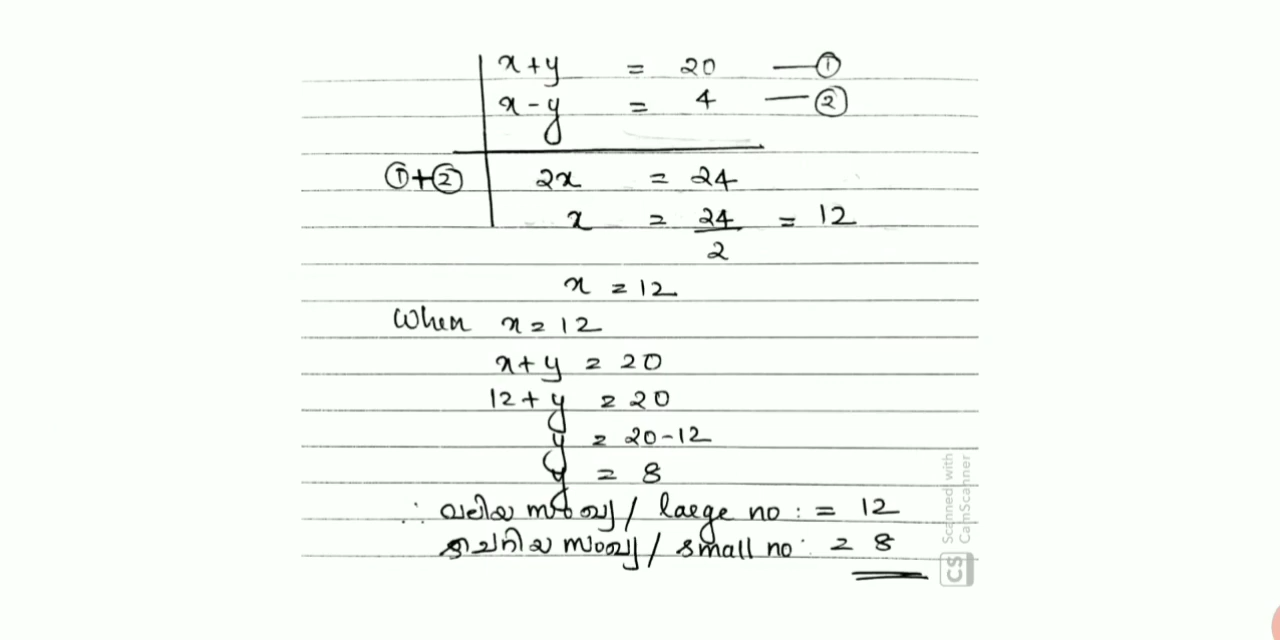 x + y = 20 — ①
x - y = 4 — ②
① + ② 2x = 24
x = 24/2 = 12
x = 12
When x = 12
x + y = 20
12 + y = 20
y = 20 - 12
y = 8
∴ വലിയ സംഖ്യ / large no : = 12
ചെറിയ സംഖ്യ / small no : = 8
Scanned with
CamScanner
CS